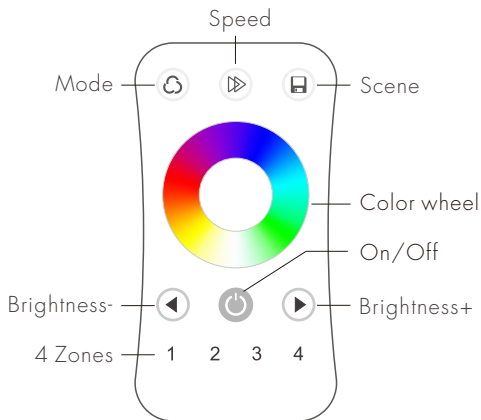 Speed
Mode
Scene
Color wheel
On/Off
Brightness-
Brightness+
4 Zones
1 2 3 4